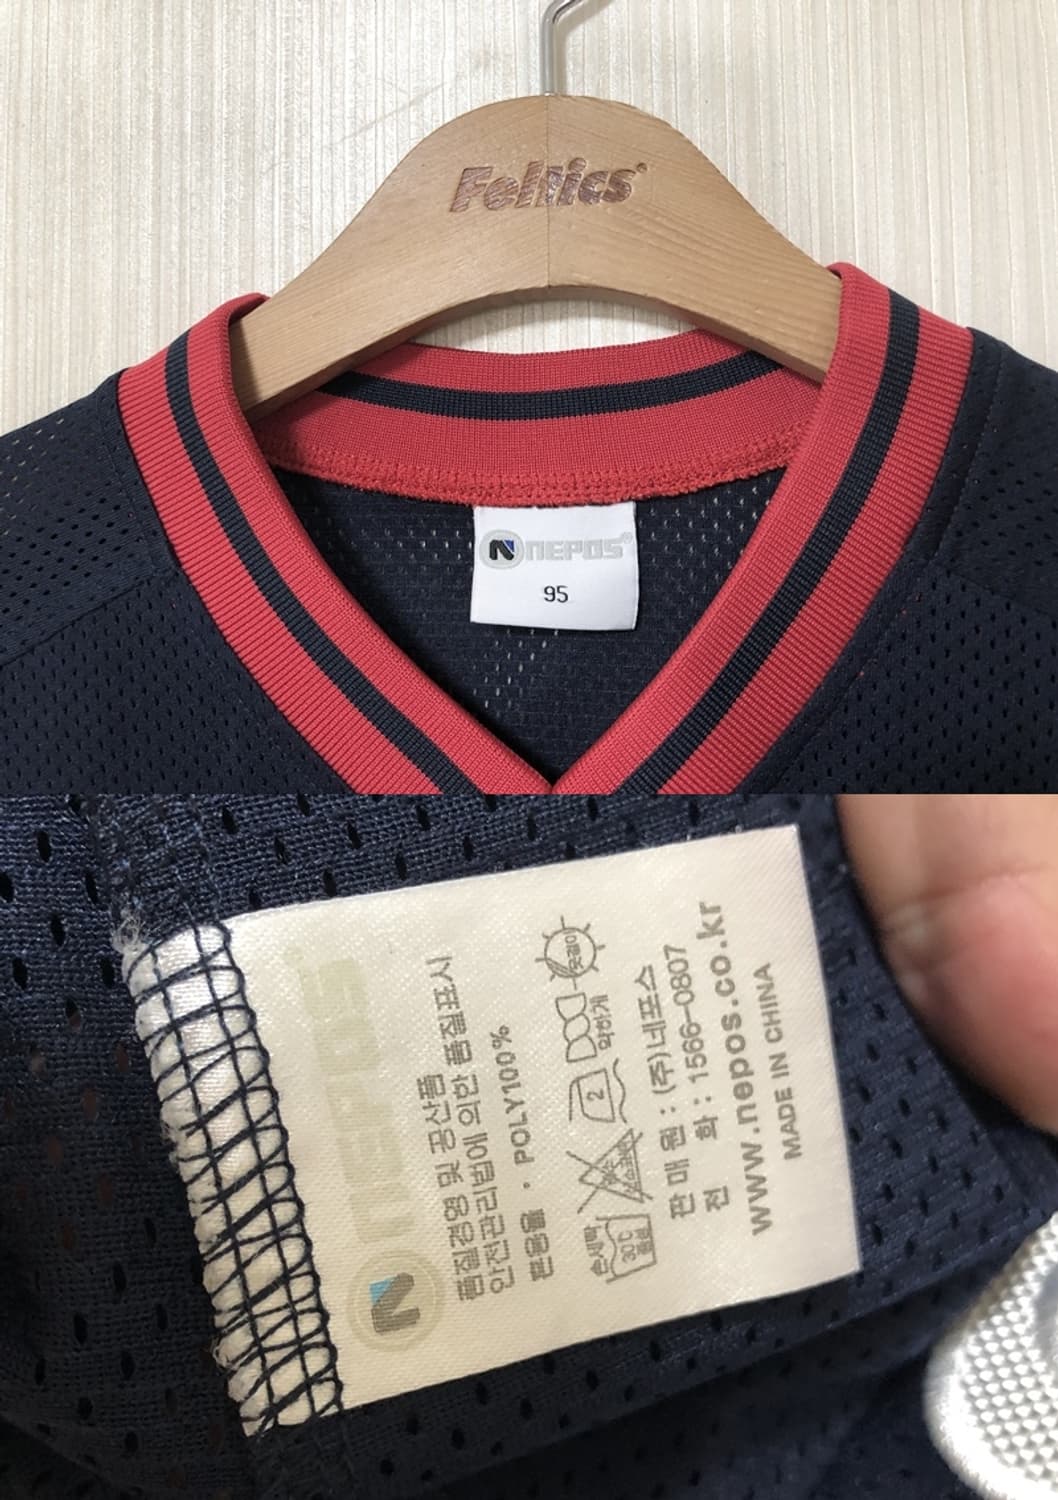 Feltics
NEPOS
95
nepos
품질경영 및 공산품
안전관리법에 의한 품질표시
혼용율 · POLY100%
손세탁
30℃
중성
2
약하게
옷걸이
판 매 원 : (주)네포스
전 화 : 1566-0807
www.nepos.co.kr
MADE IN CHINA